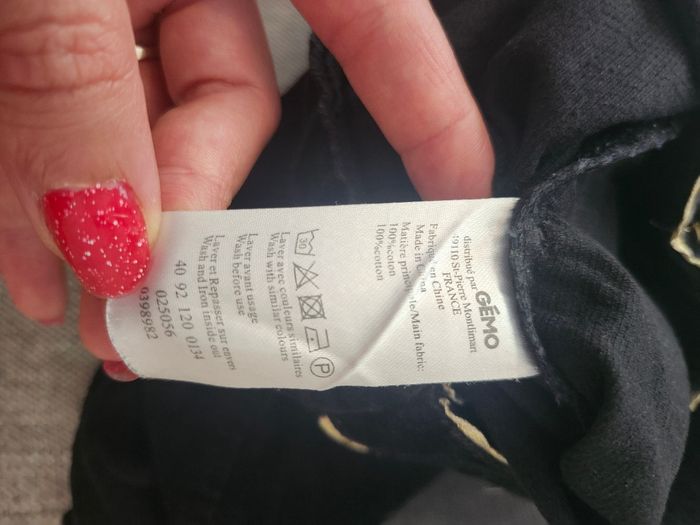 distribué par
GÉMO
49110 St-Pierre Montlimart
FRANCE
Fabriqué en Chine
Made in China
Matière principale/Main fabric:
100%coton
100%cotton
30
P
Laver avec couleurs similaires
Wash with similar colours
Laver avant usage
Wash before use
Laver et Repasser sur envers
Wash and Iron inside out
40 92 120 0134
025056
0398982